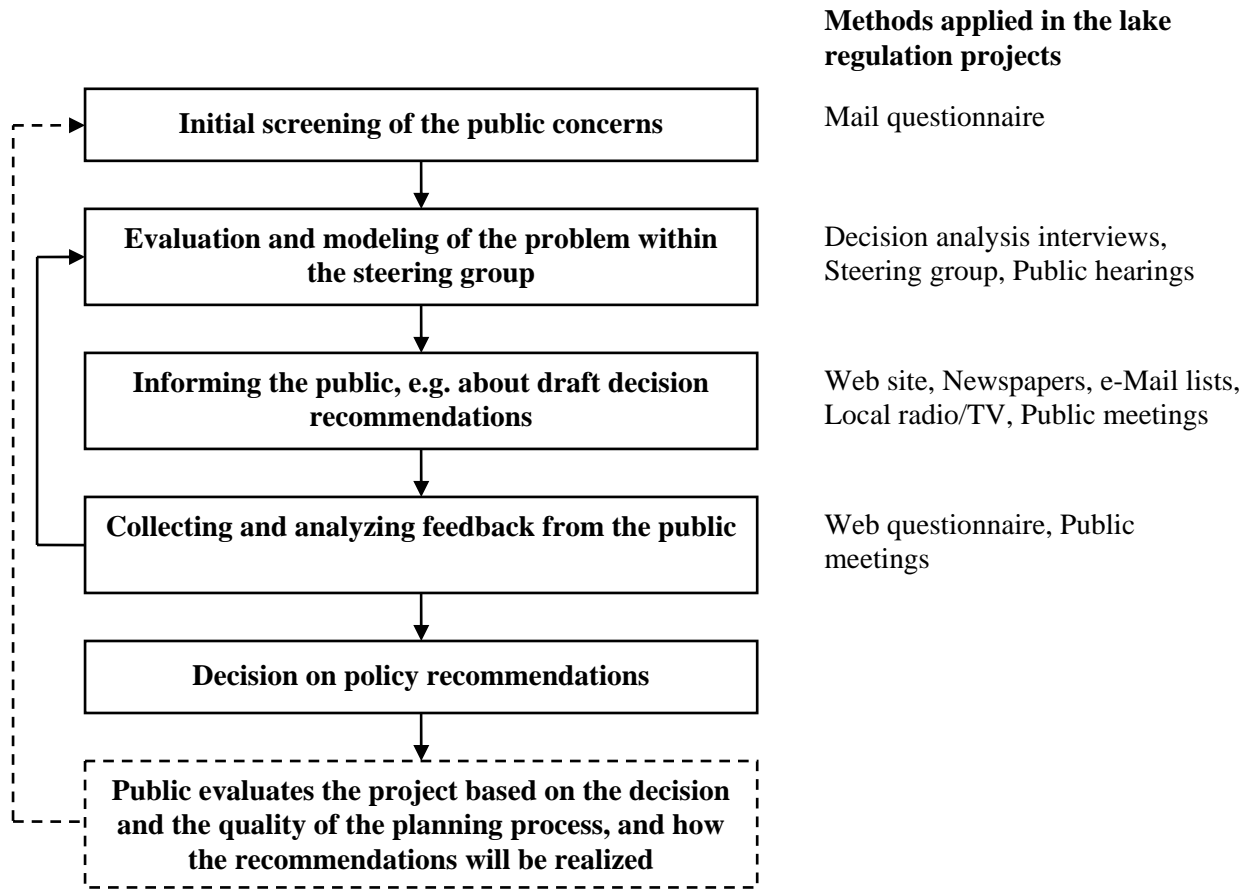 Methods applied in the lake
regulation projects
Initial screening of the public concerns
Mail questionnaire
Evaluation and modeling of the problem within
the steering group
Decision analysis interviews,
Steering group, Public hearings
Informing the public, e.g. about draft decision
recommendations
Web site, Newspapers, e-Mail lists,
Local radio/TV, Public meetings
Collecting and analyzing feedback from the public
Web questionnaire, Public
meetings
Decision on policy recommendations
Public evaluates the project based on the decision
and the quality of the planning process, and how
the recommendations will be realized